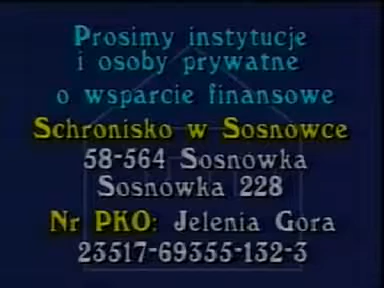 Prosimy instytucje
i osoby prywatne
o wsparcie finansowe
Schronisko w Sosnowce
58-564 Sosnowka
Sosnowka 228
Nr PKO: Jelenia Gora
23517-69355-132-3